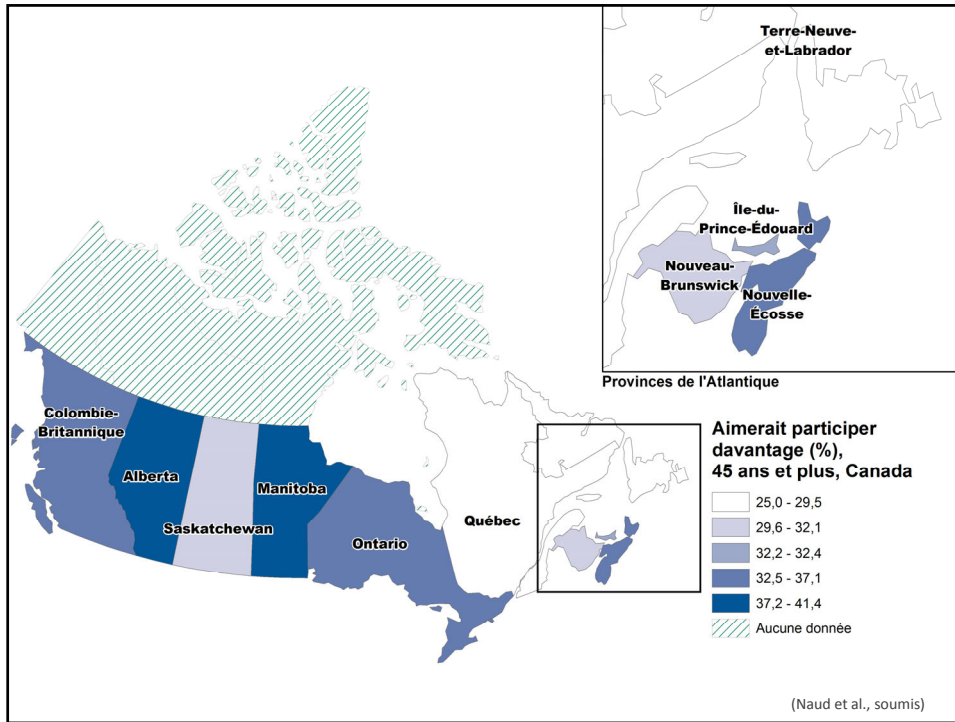 Terre-Neuve-
et-Labrador
Île-du-
Prince-Édouard
Nouveau-
Brunswick
Nouvelle-
Écosse
Provinces de l'Atlantique
Colombie-
Britannique
Alberta
Saskatchewan
Manitoba
Ontario
Québec
Aimerait participer
davantage (%),
45 ans et plus, Canada
25,0 - 29,5
29,6 - 32,1
32,2 - 32,4
32,5 - 37,1
37,2 - 41,4
Aucune donnée
(Naud et al., soumis)